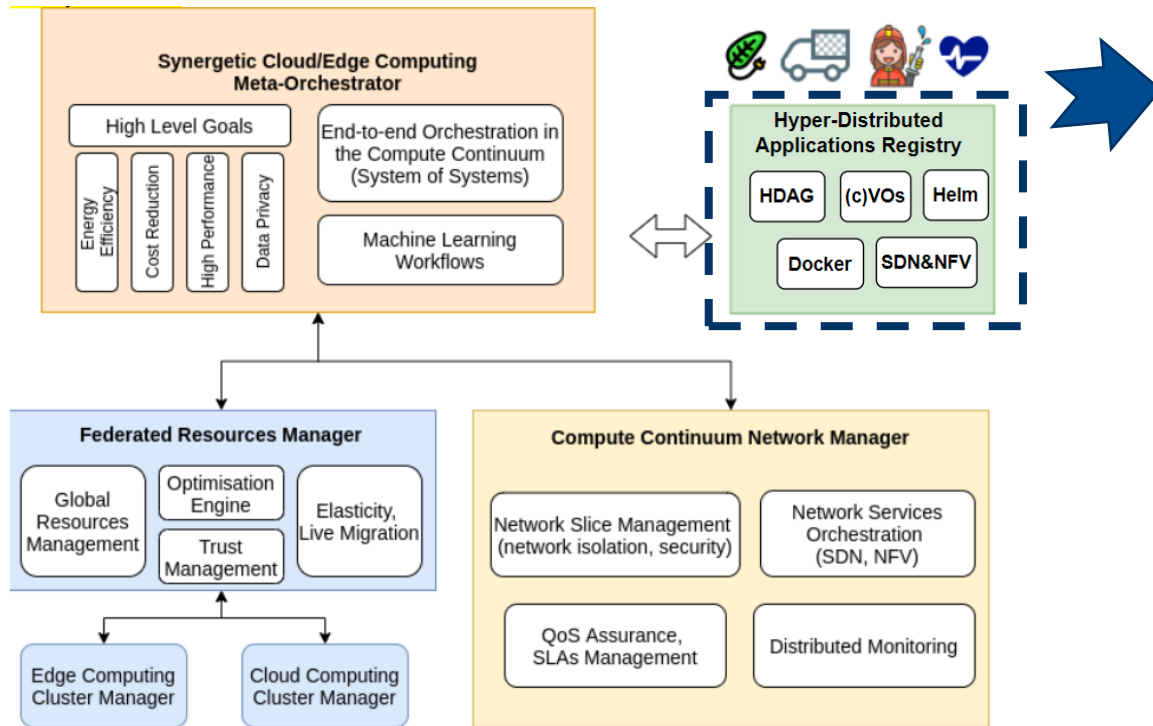 Synergetic Cloud/Edge Computing
Meta-Orchestrator
High Level Goals
Energy
Efficiency
Cost Reduction
High Performance
Data Privacy
End-to-end Orchestration in
the Compute Continuum
(System of Systems)
Machine Learning
Workflows
Hyper-Distributed
Applications Registry
HDAG
(c)VOs
Helm
Docker
SDN&NFV
Federated Resources Manager
Global
Resources
Management
Optimisation
Engine
Trust
Management
Elasticity,
Live Migration
Edge Computing
Cluster Manager
Cloud Computing
Cluster Manager
Compute Continuum Network Manager
Network Slice Management
(network isolation, security)
Network Services
Orchestration
(SDN, NFV)
QoS Assurance,
SLAs Management
Distributed Monitoring